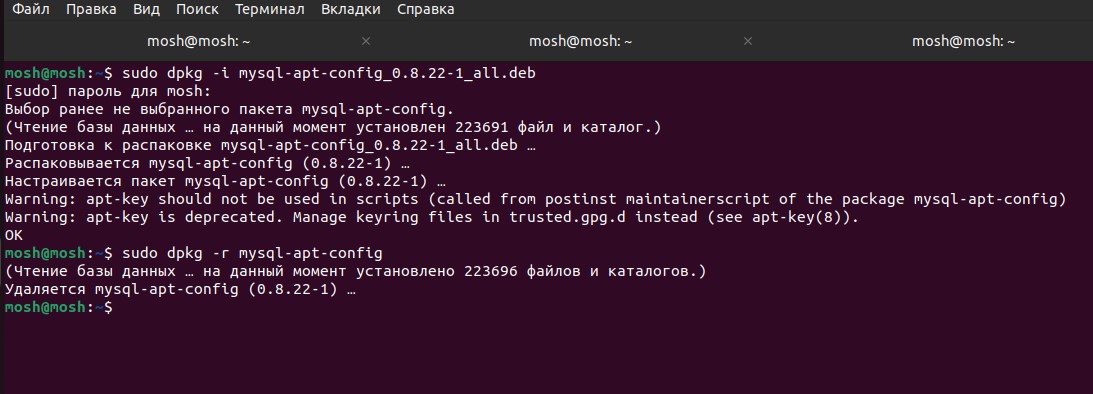 Файл Правка Вид Поиск Терминал Вкладки Справка
mosh@mosh: ~ × mosh@mosh: ~ × mosh@mosh: ~
mosh@mosh:~$ sudo dpkg -i mysql-apt-config_0.8.22-1_all.deb
[sudo] пароль для mosh:
Выбор ранее не выбранного пакета mysql-apt-config.
(Чтение базы данных … на данный момент установлен 223691 файл и каталог.)
Подготовка к распаковке mysql-apt-config_0.8.22-1_all.deb …
Распаковывается mysql-apt-config (0.8.22-1) …
Настраивается пакет mysql-apt-config (0.8.22-1) …
Warning: apt-key should not be used in scripts (called from postinst maintainerscript of the package mysql-apt-config)
Warning: apt-key is deprecated. Manage keyring files in trusted.gpg.d instead (see apt-key(8)).
OK
mosh@mosh:~$ sudo dpkg -r mysql-apt-config
(Чтение базы данных … на данный момент установлено 223696 файлов и каталогов.)
Удаляется mysql-apt-config (0.8.22-1) …
mosh@mosh:~$